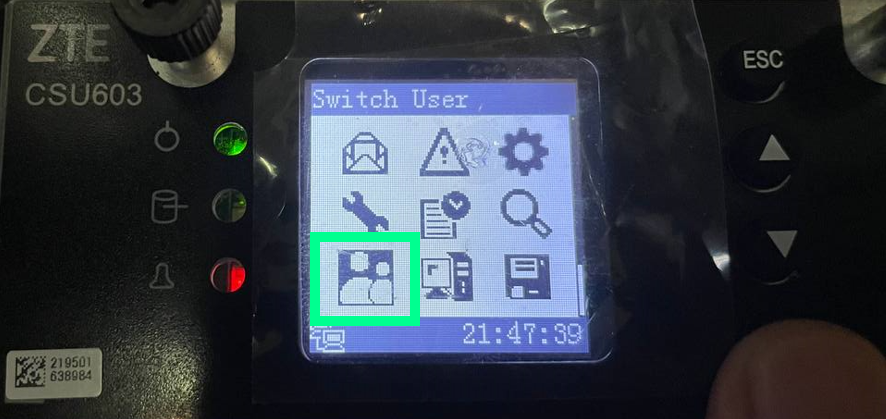 ZTE
CSU603
Switch User
ESC
21:47:39
219501
638984